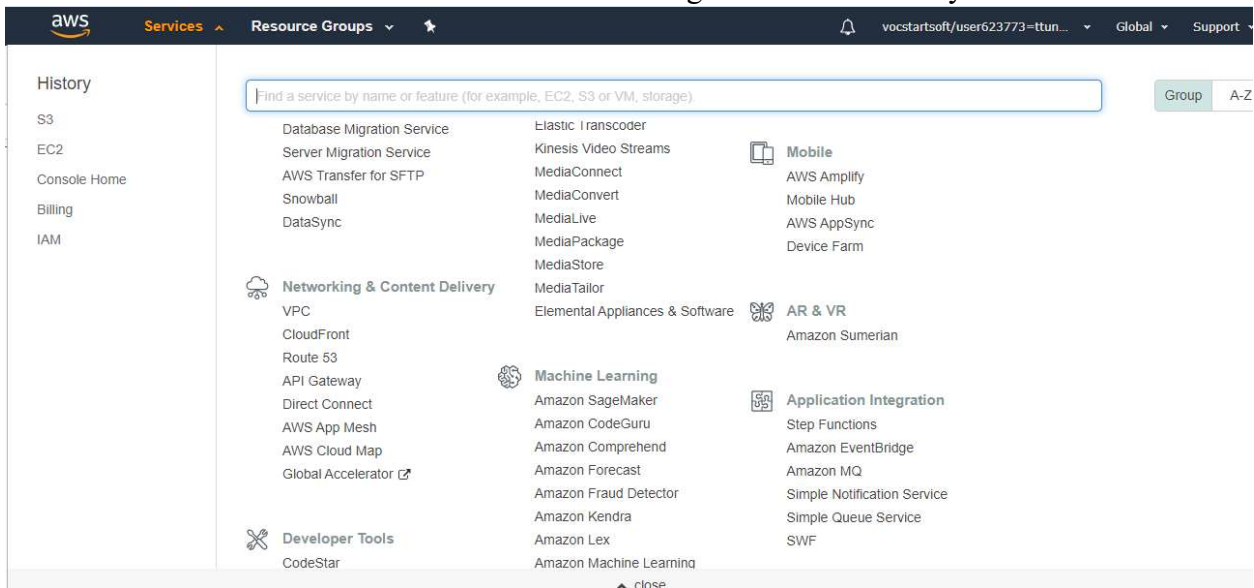 aws
Services
Resource Groups
vocstartsoft/user623773=ttun...
Global
Support
History
S3
EC2
Console Home
Billing
IAM
Find a service by name or feature (for example, EC2, S3 or VM, storage).
Group
A-Z
Database Migration Service
Server Migration Service
AWS Transfer for SFTP
Snowball
DataSync
Networking & Content Delivery
VPC
CloudFront
Route 53
API Gateway
Direct Connect
AWS App Mesh
AWS Cloud Map
Global Accelerator
Developer Tools
CodeStar
Elastic Transcoder
Kinesis Video Streams
MediaConnect
MediaConvert
MediaLive
MediaPackage
MediaStore
MediaTailor
Elemental Appliances & Software
Machine Learning
Amazon SageMaker
Amazon CodeGuru
Amazon Comprehend
Amazon Forecast
Amazon Fraud Detector
Amazon Kendra
Amazon Lex
Amazon Machine Learning
Mobile
AWS Amplify
Mobile Hub
AWS AppSync
Device Farm
AR & VR
Amazon Sumerian
Application Integration
Step Functions
Amazon EventBridge
Amazon MQ
Simple Notification Service
Simple Queue Service
SWF
close